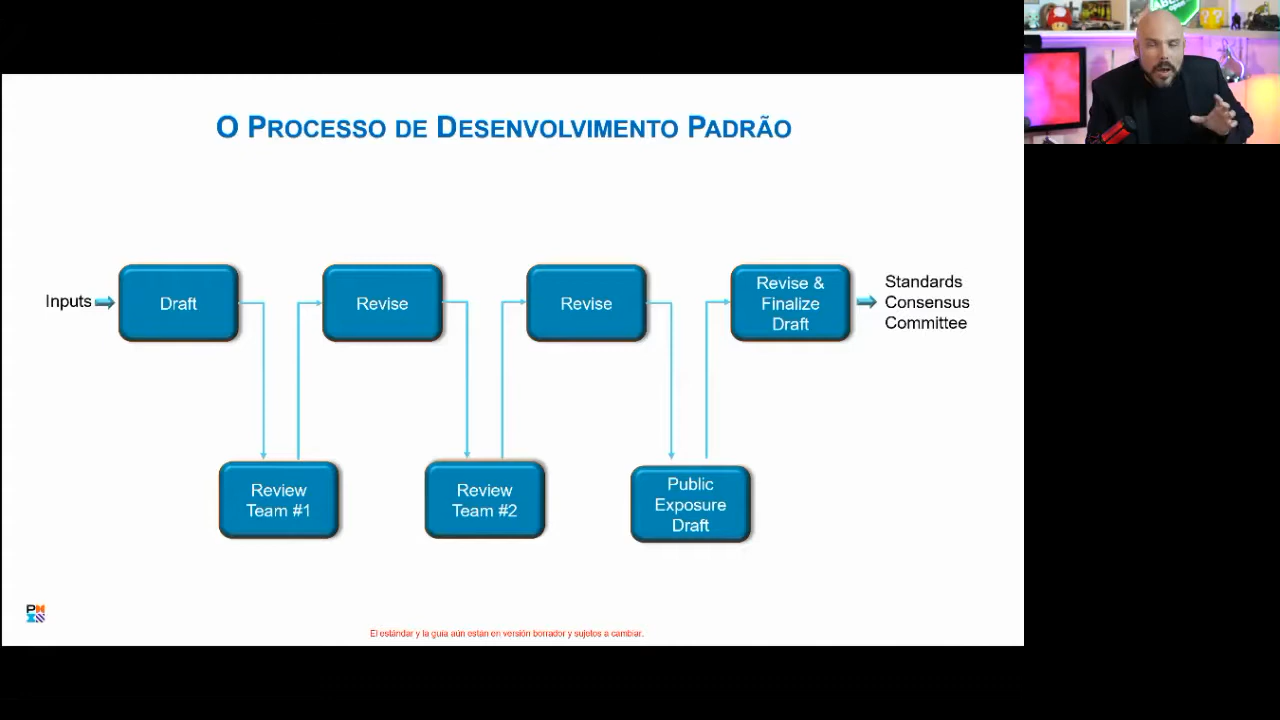 O PROCESSO DE DESENVOLVIMENTO PADRÃO
Inputs
Draft
Revise
Revise
Revise &
Finalize
Draft
Standards
Consensus
Committee
Review
Team #1
Review
Team #2
Public
Exposure
Draft
El estándar y la guía aún están en versión borrador y sujetos a cambiar.